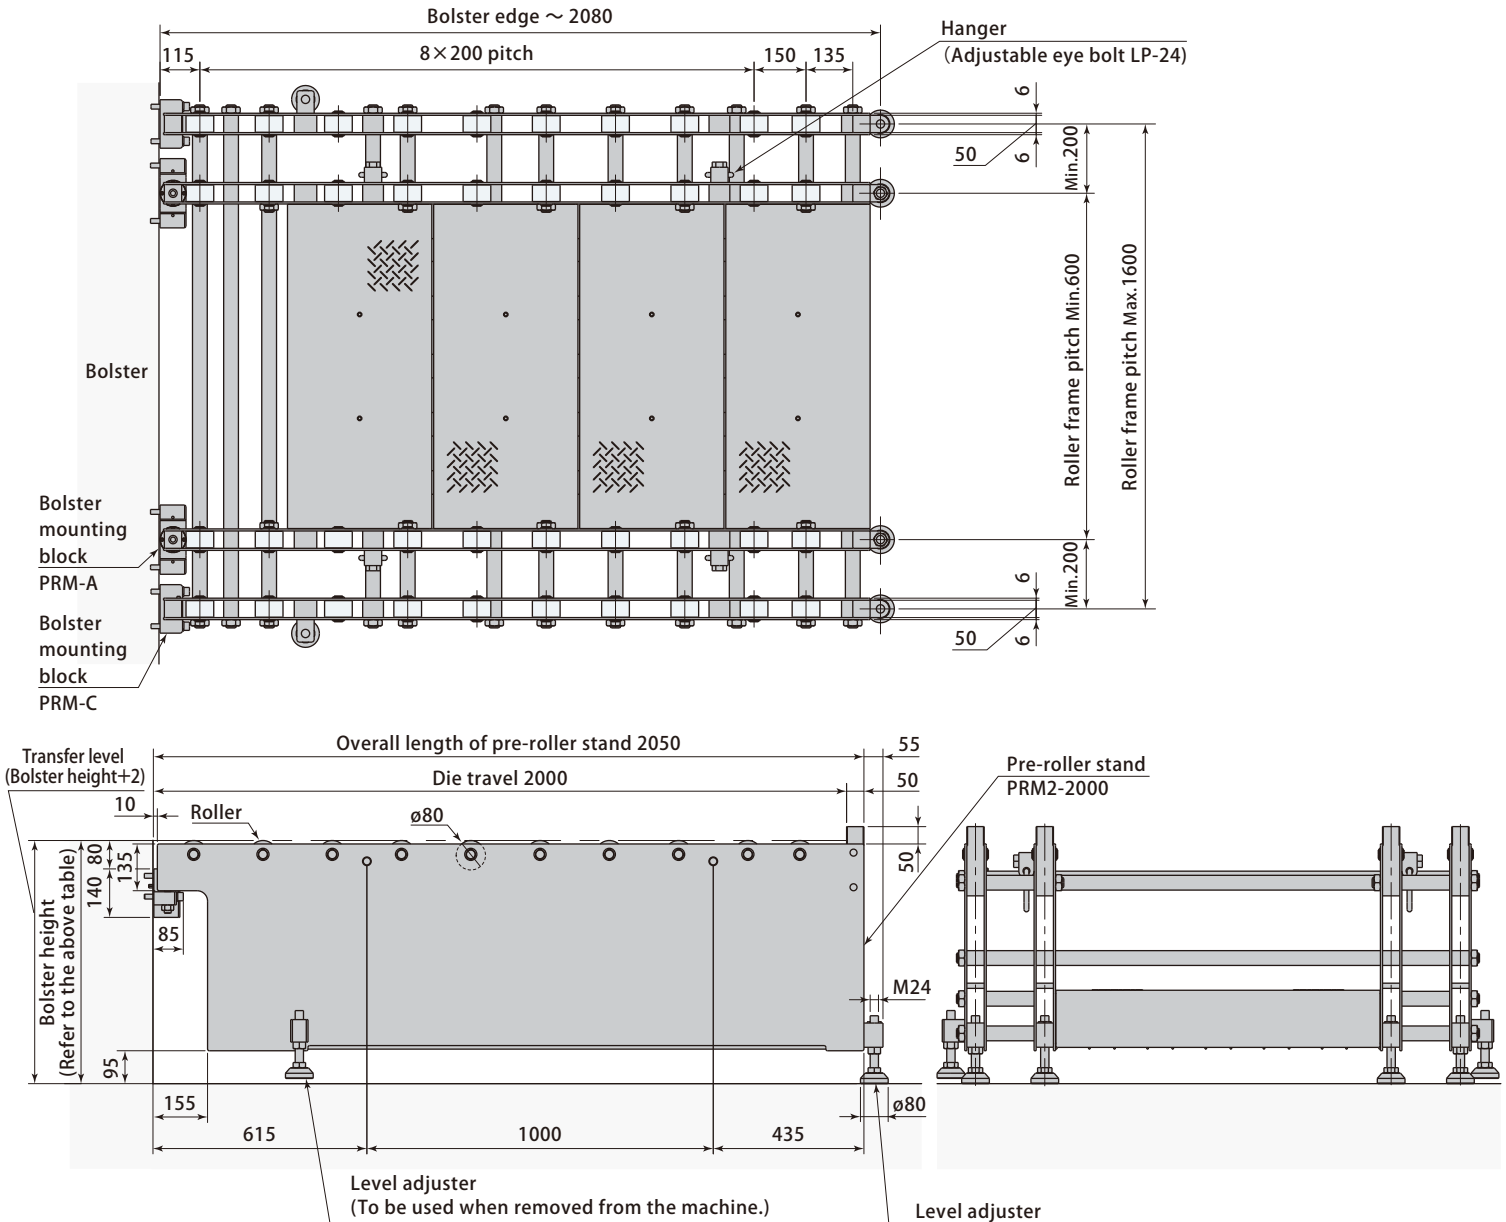 Bolster edge ～ 2080
Hanger
(Adjustable eye bolt LP-24)
115
8×200 pitch
150
135
6
50
6
Min.200
Roller frame pitch Min.600
Roller frame pitch Max.1600
Bolster
Bolster
mounting
block
PRM-A
Min.200
6
50
6
Bolster
mounting
block
PRM-C
Transfer level
(Bolster height+2)
Overall length of pre-roller stand 2050
55
Die travel 2000
50
Pre-roller stand
PRM2-2000
10
Roller
ø80
80
135
140
50
85
Bolster height
(Refer to the above table)
M24
95
155
ø80
615
1000
435
Level adjuster
(To be used when removed from the machine.)
Level adjuster